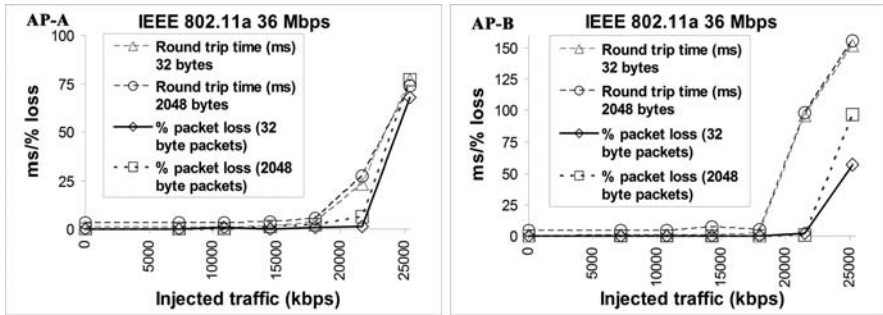 AP-A
IEEE 802.11a 36 Mbps
Round trip time (ms)
32 bytes
Round trip time (ms)
2048 bytes
% packet loss (32
byte packets)
% packet loss (2048
byte packets)
ms/% loss
100
75
50
25
0
0
5000
10000
15000
20000
25000
Injected traffic (kbps)
AP-B
IEEE 802.11a 36 Mbps
Round trip time (ms)
32 bytes
Round trip time (ms)
2048 bytes
% packet loss (32
byte packets)
% packet loss (2048
byte packets)
ms/% loss
150
125
100
75
50
25
0
0
5000
10000
15000
20000
25000
Injected traffic (kbps)